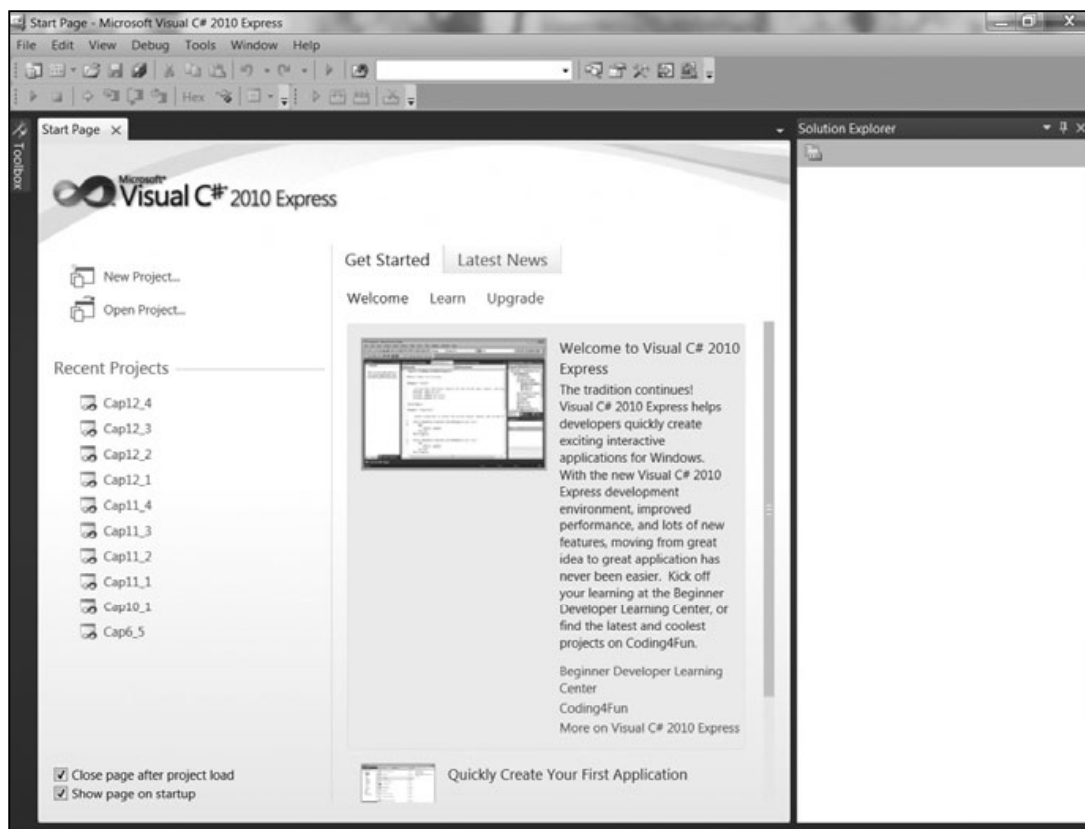 Start Page - Microsoft Visual C# 2010 Express
File Edit View Debug Tools Window Help
Hex
Toolbox
Start Page
Solution Explorer
Microsoft®
Visual C#® 2010 Express
New Project...
Open Project...
Recent Projects
Cap12_4
Cap12_3
Cap12_2
Cap12_1
Cap11_4
Cap11_3
Cap11_2
Cap11_1
Cap10_1
Cap6_5
Close page after project load
Show page on startup
Get Started Latest News
Welcome Learn Upgrade
Welcome to Visual C# 2010
Express
The tradition continues!
Visual C# 2010 Express helps
developers quickly create
exciting interactive
applications for Windows.
With the new Visual C# 2010
Express development
environment, improved
performance, and lots of new
features, moving from great
idea to great application has
never been easier. Kick off
your learning at the Beginner
Developer Learning Center, or
find the latest and coolest
projects on Coding4Fun.
Beginner Developer Learning
Center
Coding4Fun
More on Visual C# 2010 Express
Quickly Create Your First Application